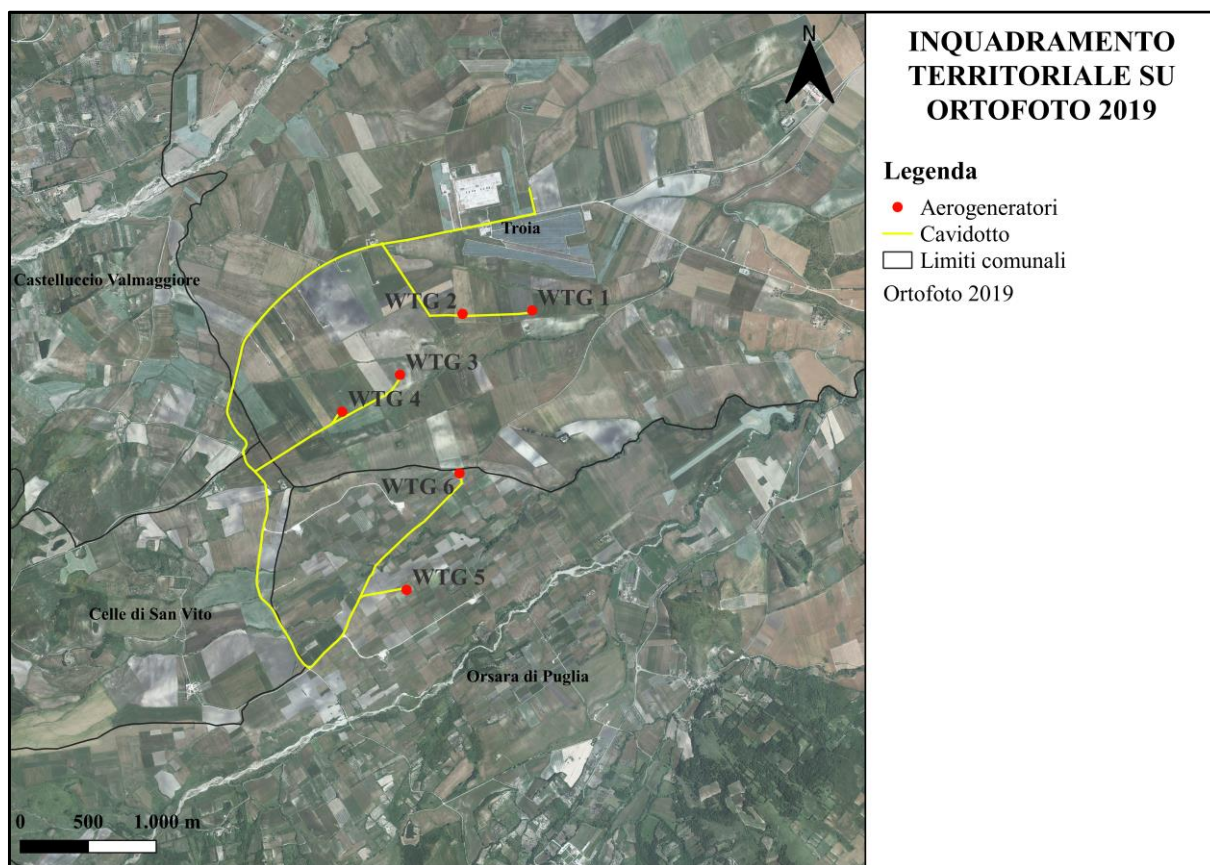 INQUADRAMENTO
TERRITORIALE SU
ORTOFOTO 2019
Legenda
Aerogeneratori
Cavidotto
Limiti comunali
Ortofoto 2019
N
Troia
Castelluccio Valmaggiore
WTG 2
WTG 1
WTG 3
WTG 4
WTG 6
WTG 5
Celle di San Vito
Orsara di Puglia
0 500 1.000 m